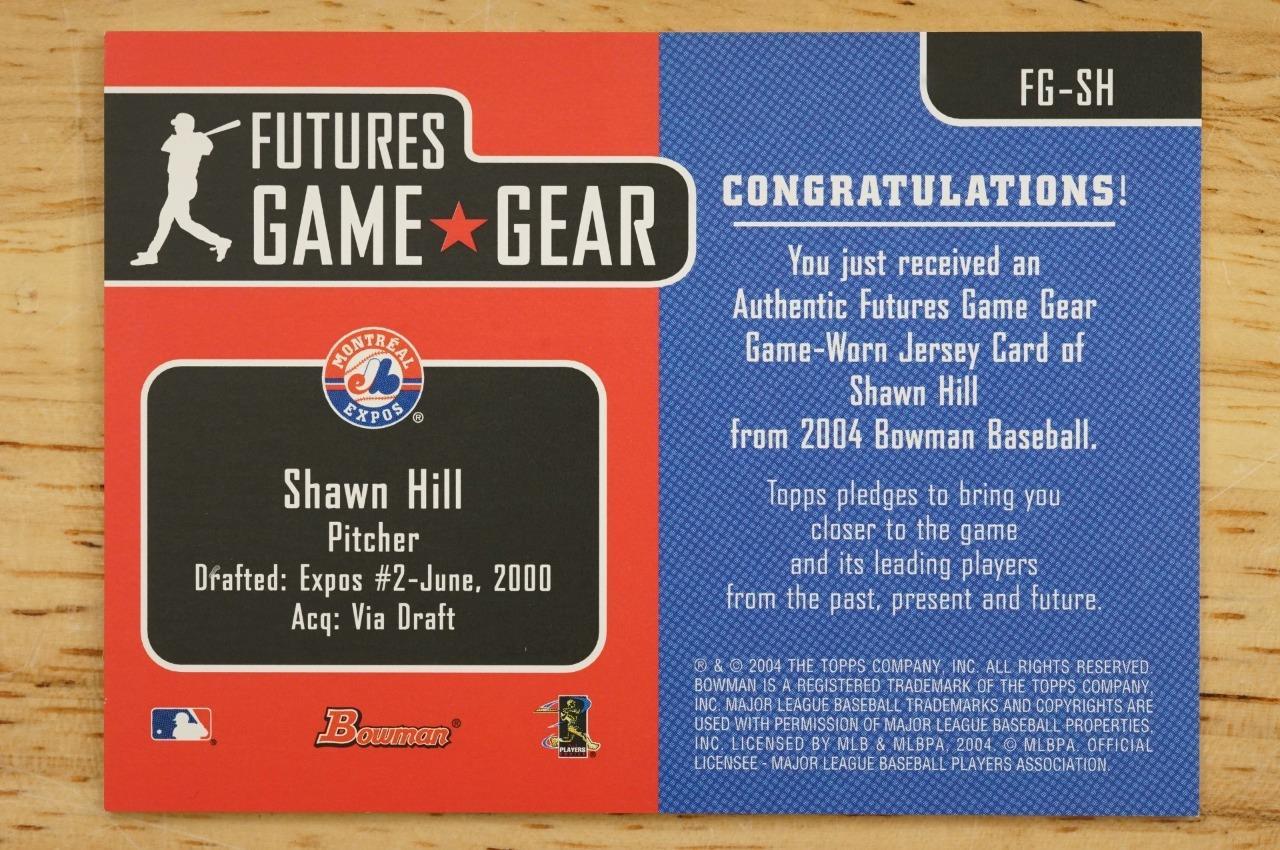 FUTURES
GAME★GEAR
MONTRÉAL
EXPOS ®
Shawn Hill
Pitcher
Drafted: Expos #2-June, 2000
Acq: Via Draft
Bowman®
PLAYERS
FG-SH
CONGRATULATIONS!
You just received an
Authentic Futures Game Gear
Game-Worn Jersey Card of
Shawn Hill
from 2004 Bowman Baseball.
Topps pledges to bring you
closer to the game
and its leading players
from the past, present and future.
® & © 2004 THE TOPPS COMPANY, INC. ALL RIGHTS RESERVED.
BOWMAN IS A REGISTERED TRADEMARK OF THE TOPPS COMPANY,
INC. MAJOR LEAGUE BASEBALL TRADEMARKS AND COPYRIGHTS ARE
USED WITH PERMISSION OF MAJOR LEAGUE BASEBALL PROPERTIES,
INC. LICENSED BY MLB & MLBPA, 2004. © MLBPA. OFFICIAL
LICENSEE - MAJOR LEAGUE BASEBALL PLAYERS ASSOCIATION.